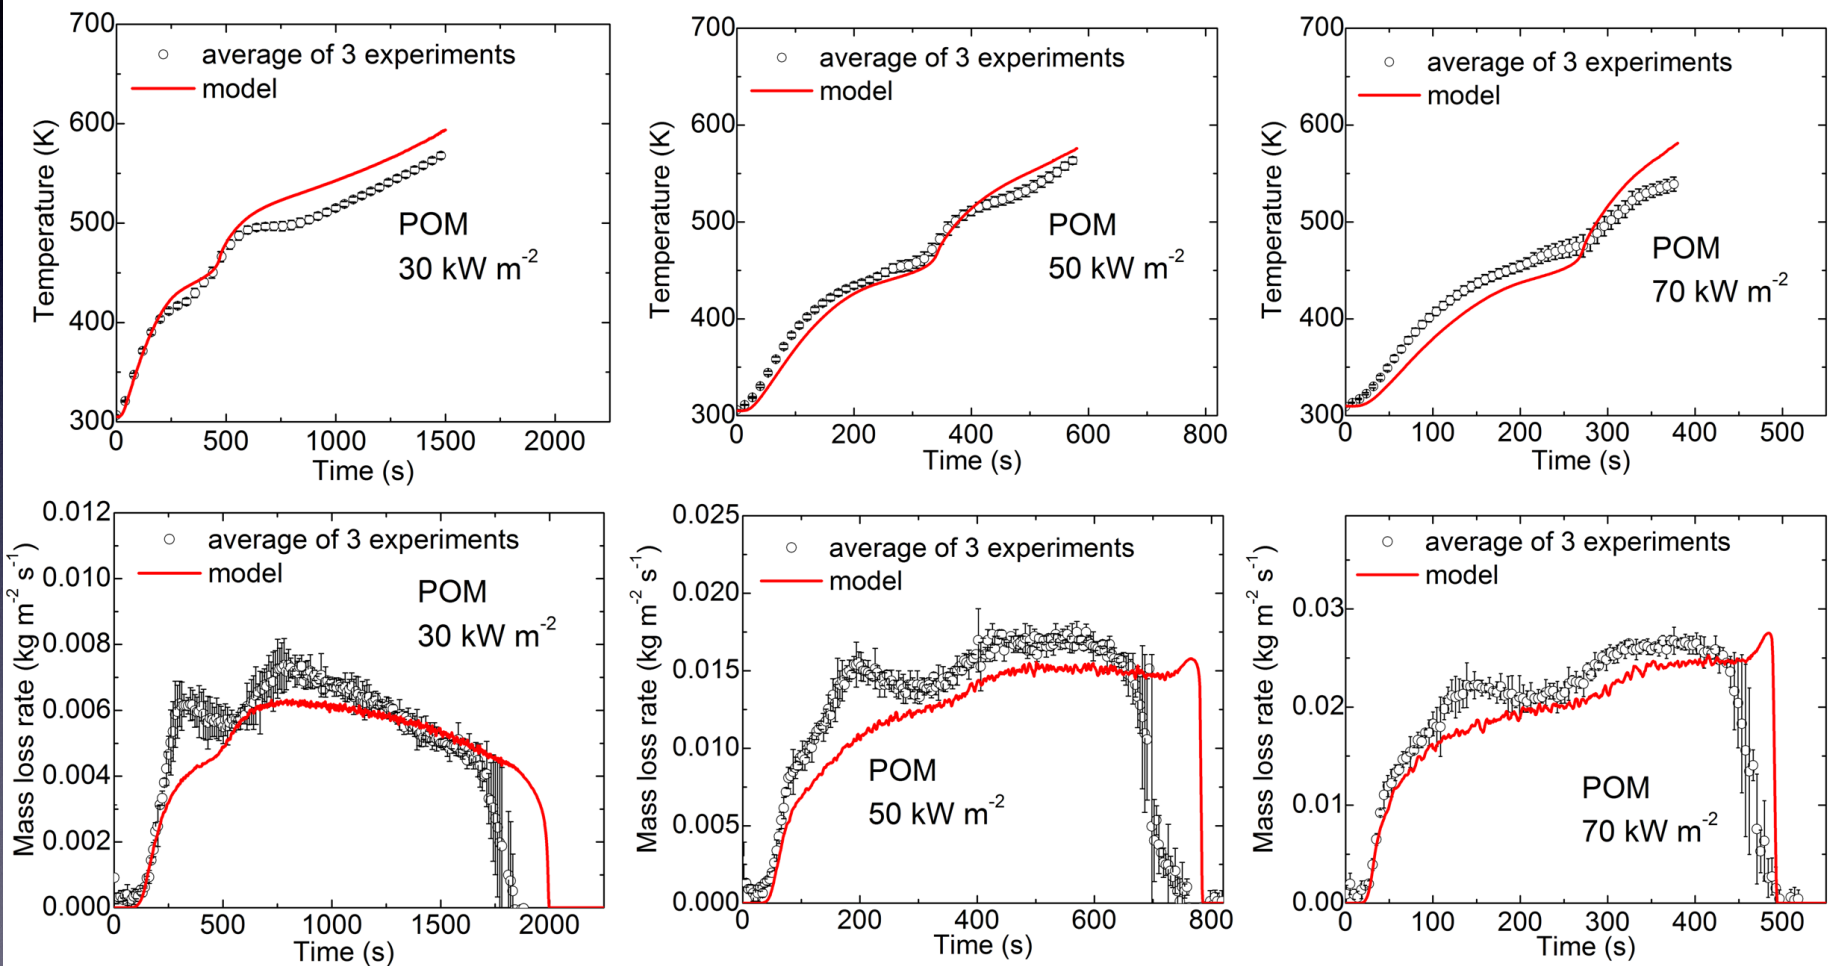 700
600
500
400
300
Temperature (K)
average of 3 experiments
model
POM
30 kW m⁻²
0 500 1000 1500 2000
Time (s)
700
600
500
400
300
Temperature (K)
average of 3 experiments
model
POM
50 kW m⁻²
0 200 400 600 800
Time (s)
700
600
500
400
300
Temperature (K)
average of 3 experiments
model
POM
70 kW m⁻²
0 100 200 300 400 500
Time (s)
0.012
0.010
0.008
0.006
0.004
0.002
0.000
Mass loss rate (kg m⁻² s⁻¹)
average of 3 experiments
model
POM
30 kW m⁻²
0 500 1000 1500 2000
Time (s)
0.025
0.020
0.015
0.010
0.005
0.000
Mass loss rate (kg m⁻² s⁻¹)
average of 3 experiments
model
POM
50 kW m⁻²
0 200 400 600 800
Time (s)
0.03
0.02
0.01
0.00
Mass loss rate (kg m⁻² s⁻¹)
average of 3 experiments
model
POM
70 kW m⁻²
0 100 200 300 400 500
Time (s)